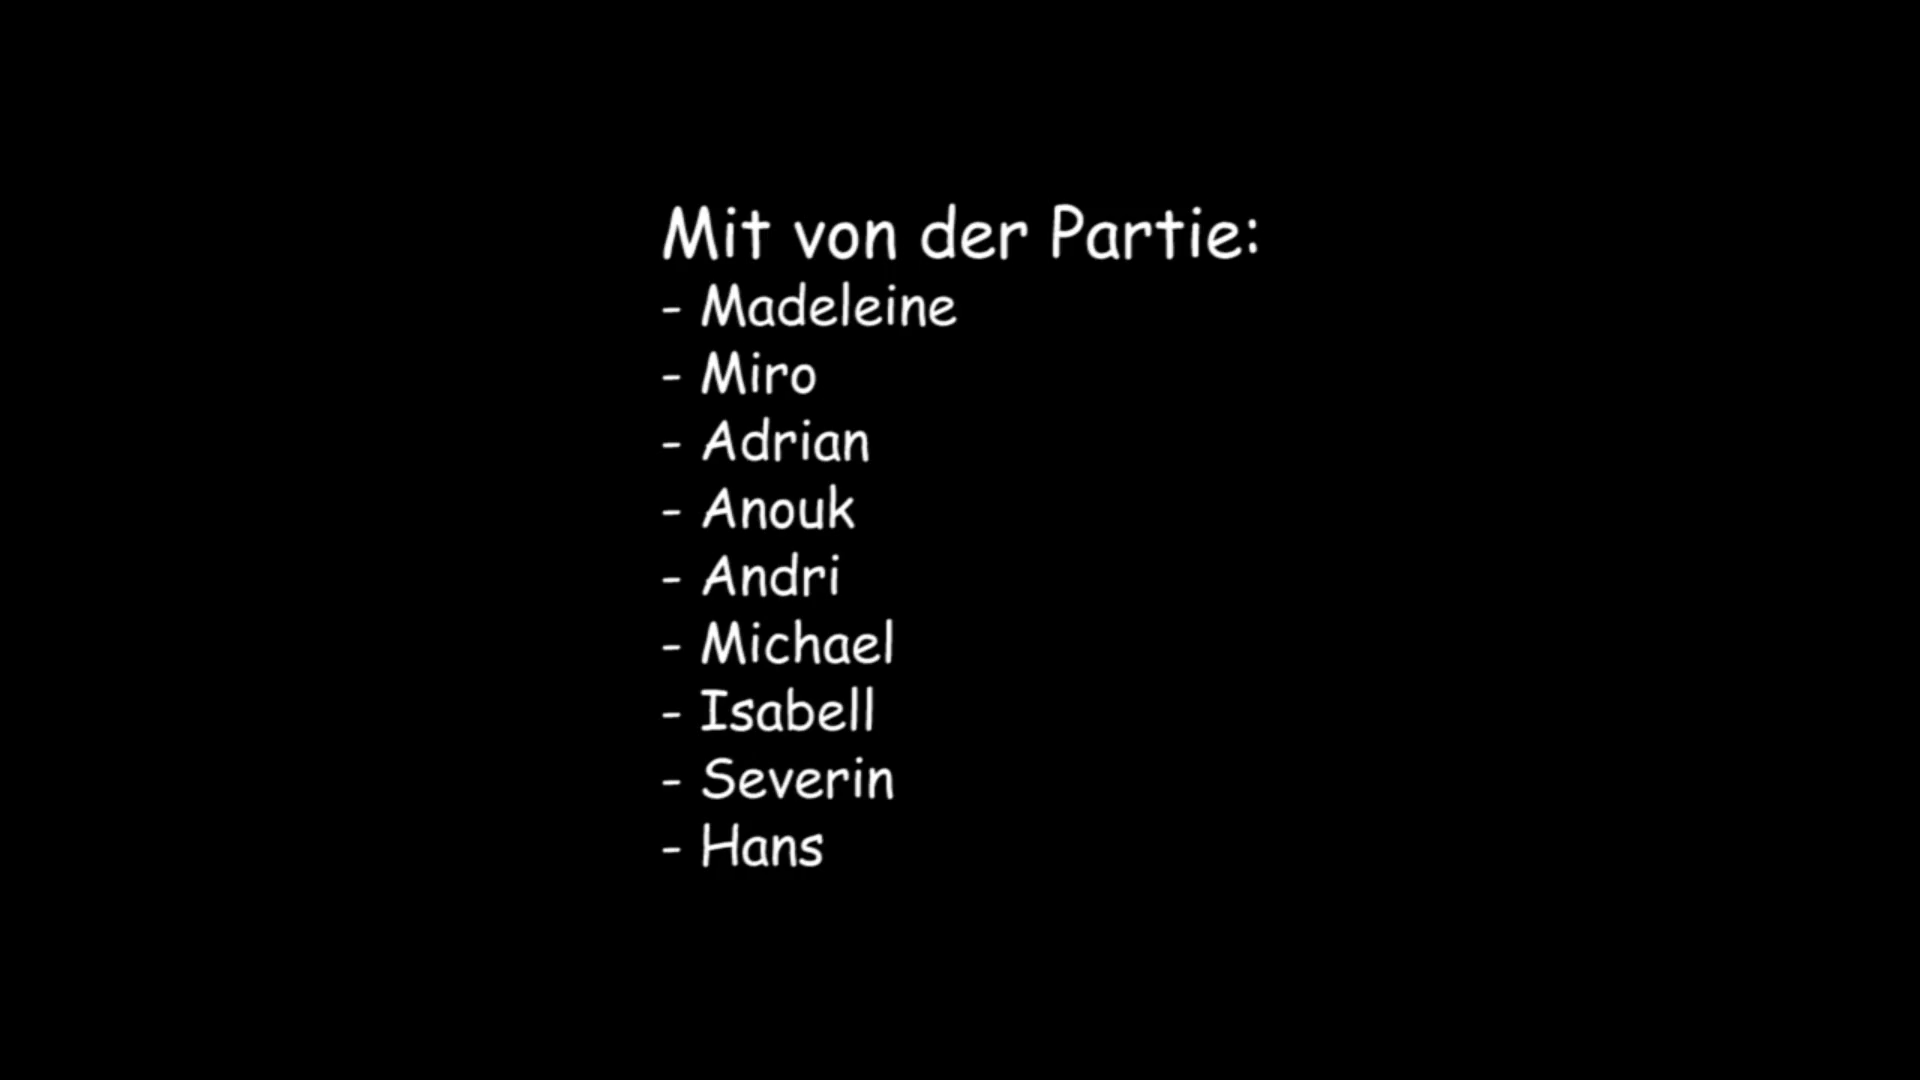 Mit von der Partie:
- Madeleine
- Miro
- Adrian
- Anouk
- Andri
- Michael
- Isabell
- Severin
- Hans